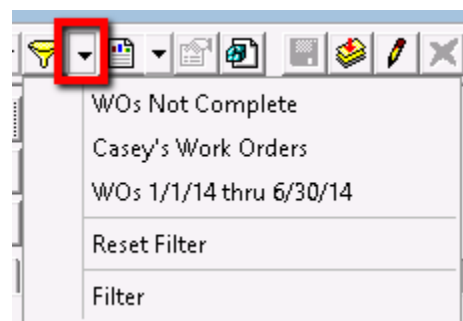 WOs Not Complete
Casey's Work Orders
WOs 1/1/14 thru 6/30/14
Reset Filter
Filter